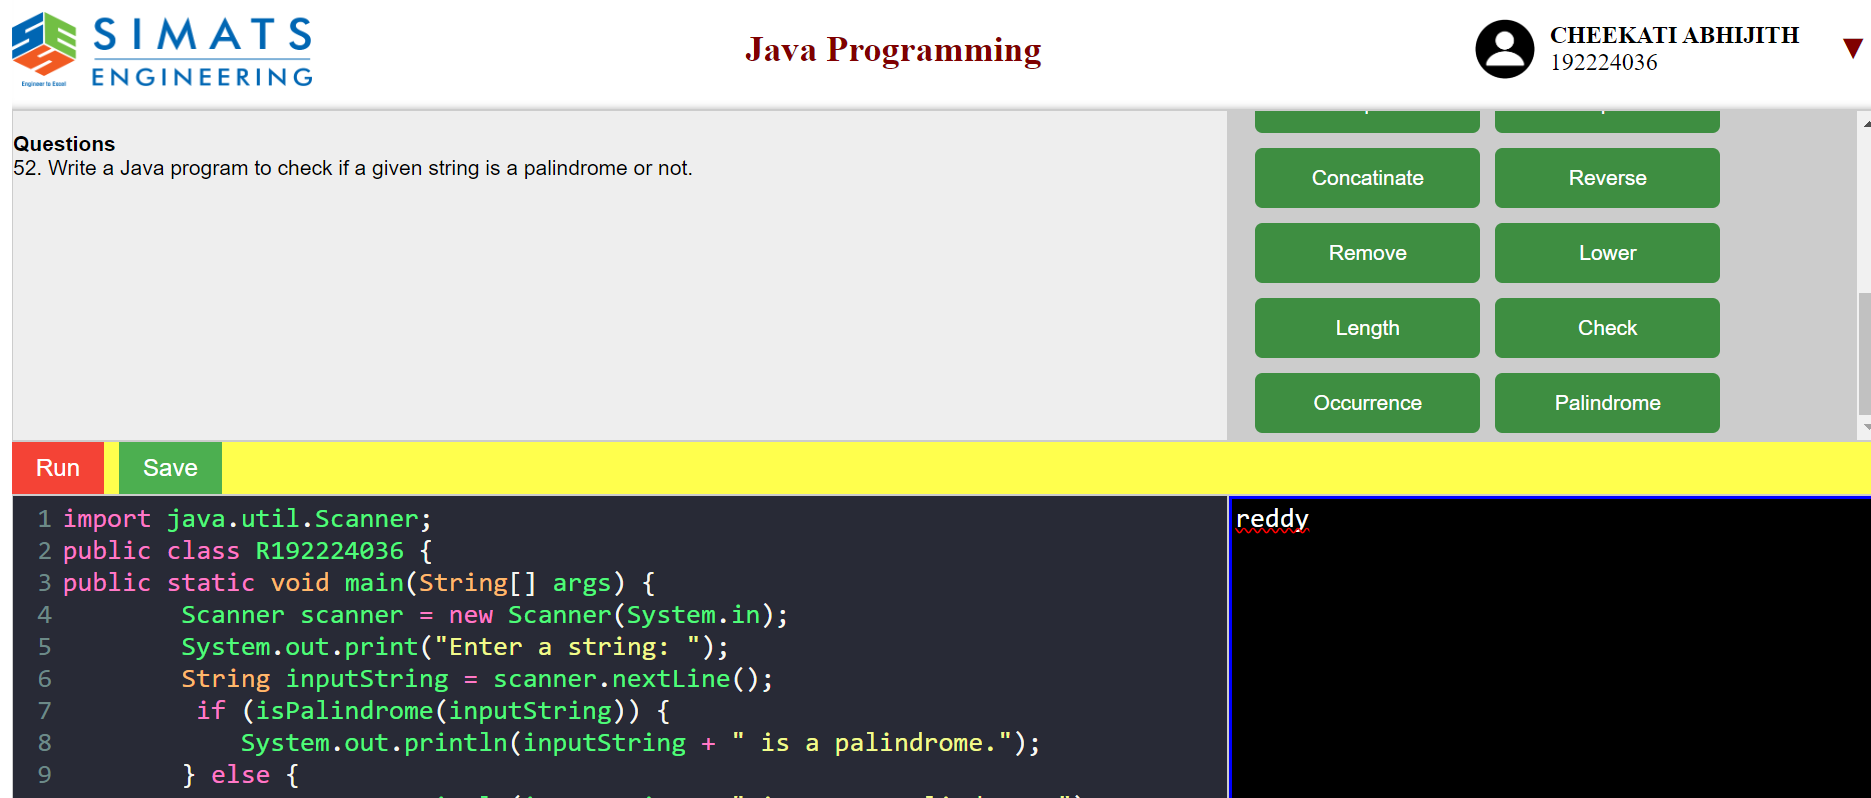 SIMATS
ENGINEERING
Engineer to Excel
Java Programming
CHEEKATI ABHIJITH
192224036
Questions
52. Write a Java program to check if a given string is a palindrome or not.
Concatinate
Reverse
Remove
Lower
Length
Check
Occurrence
Palindrome
Run
Save
1 import java.util.Scanner;
2 public class R192224036 {
3 public static void main(String[] args) {
4 Scanner scanner = new Scanner(System.in);
5 System.out.print("Enter a string: ");
6 String inputString = scanner.nextLine();
7 if (isPalindrome(inputString)) {
8 System.out.println(inputString + " is a palindrome.");
9 } else {
reddy